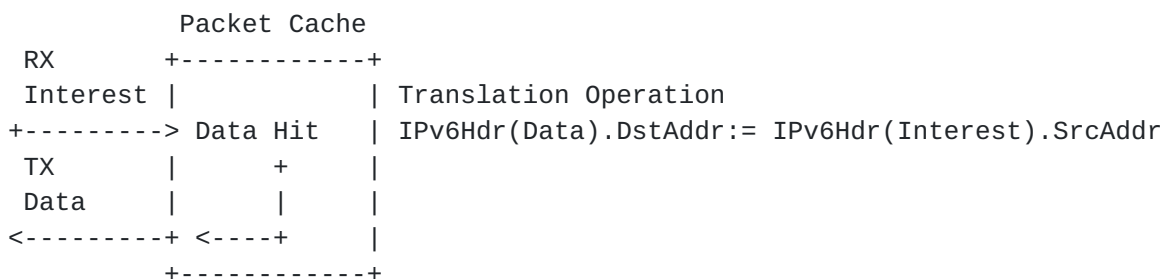 Packet Cache
 RX       +------------+
 Interest |            | Translation Operation
+---------> Data Hit   | IPv6Hdr(Data).DstAddr:= IPv6Hdr(Interest).SrcAddr
 TX       |      +     |
 Data     |      |     |
<---------+ <----+     |
          +------------+